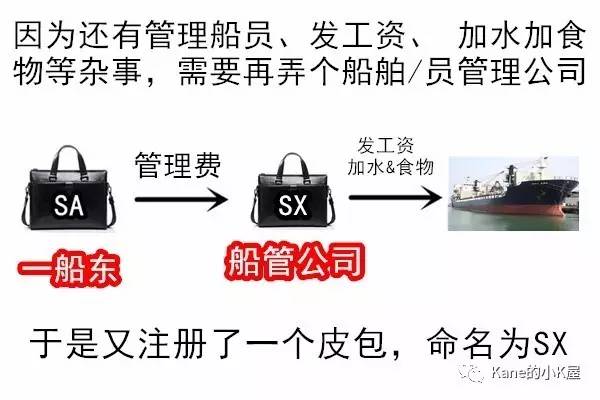 因为还有管理船员、发工资、 加水加食
物等杂事，需要再弄个船舶/员管理公司
SA
管理费
SX
发工资
加水&食物
一船东
船管公司
于是又注册了一个皮包，命名为SX
Kane的小K屋